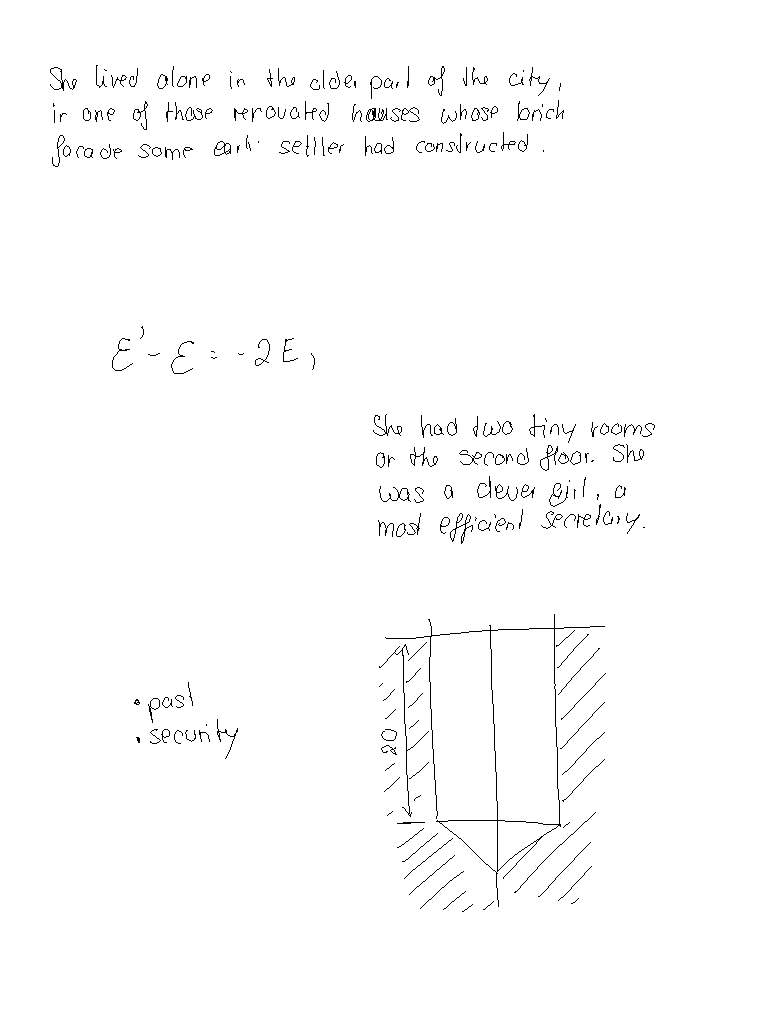 She lived alone in the older part of the city,
in one of those renovated houses whose brick
facade some early settler had constructed.
ℰ' - ℰ = -2E,
She had two tiny rooms
on the second floor. She
was a clever girl, a
most efficient secretary.
• past
• security
20